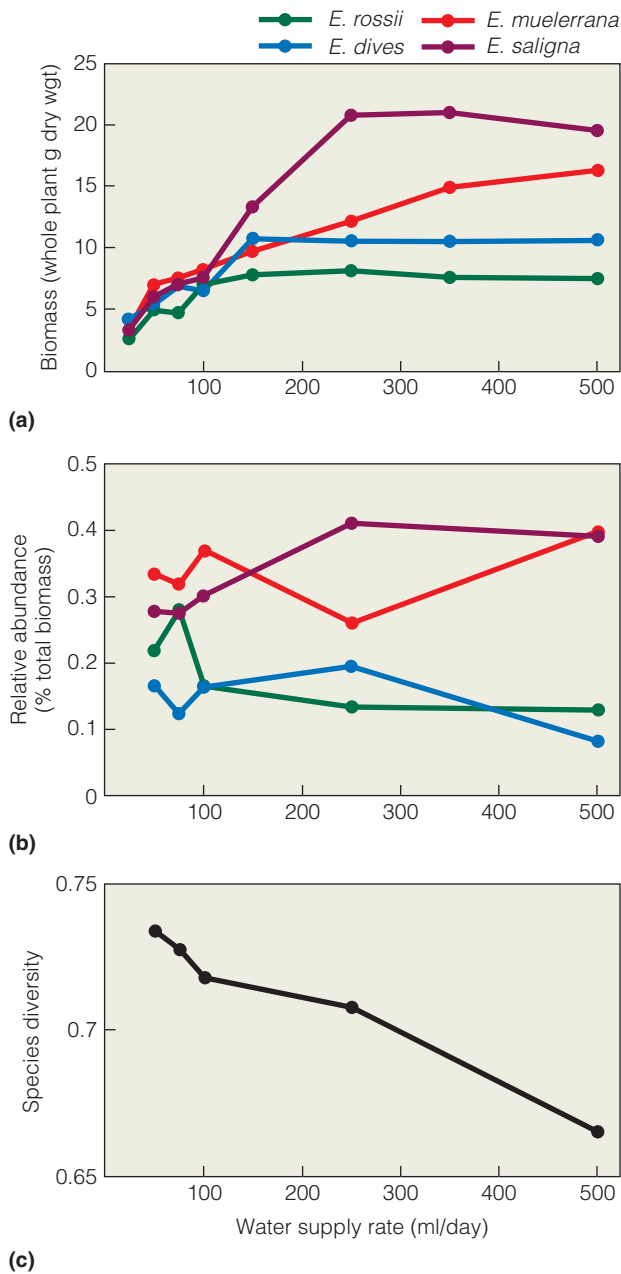 E. rossii E. muelerrana
E. dives E. saligna
25
20
15
10
5
0
Biomass (whole plant g dry wgt)
100 200 300 400 500
(a)
0.5
0.4
0.3
0.2
0.1
0
Relative abundance
(% total biomass)
100 200 300 400 500
(b)
0.75
0.7
0.65
Species diversity
100 200 300 400 500
Water supply rate (ml/day)
(c)